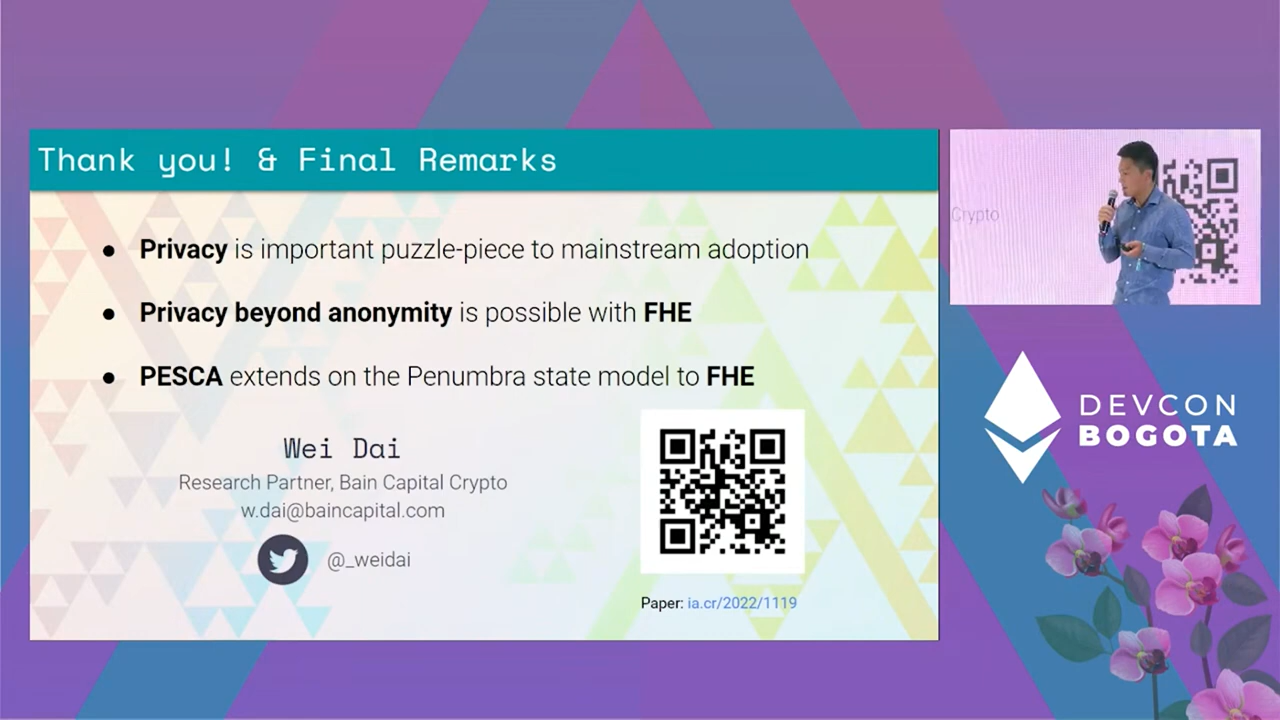 Thank you! & Final Remarks
● Privacy is important puzzle-piece to mainstream adoption
● Privacy beyond anonymity is possible with FHE
● PESCA extends on the Penumbra state model to FHE
Wei Dai
Research Partner, Bain Capital Crypto
w.dai@baincapital.com
@_weidai
Paper: ia.cr/2022/1119
Crypto
DEVCON
BOGOTA